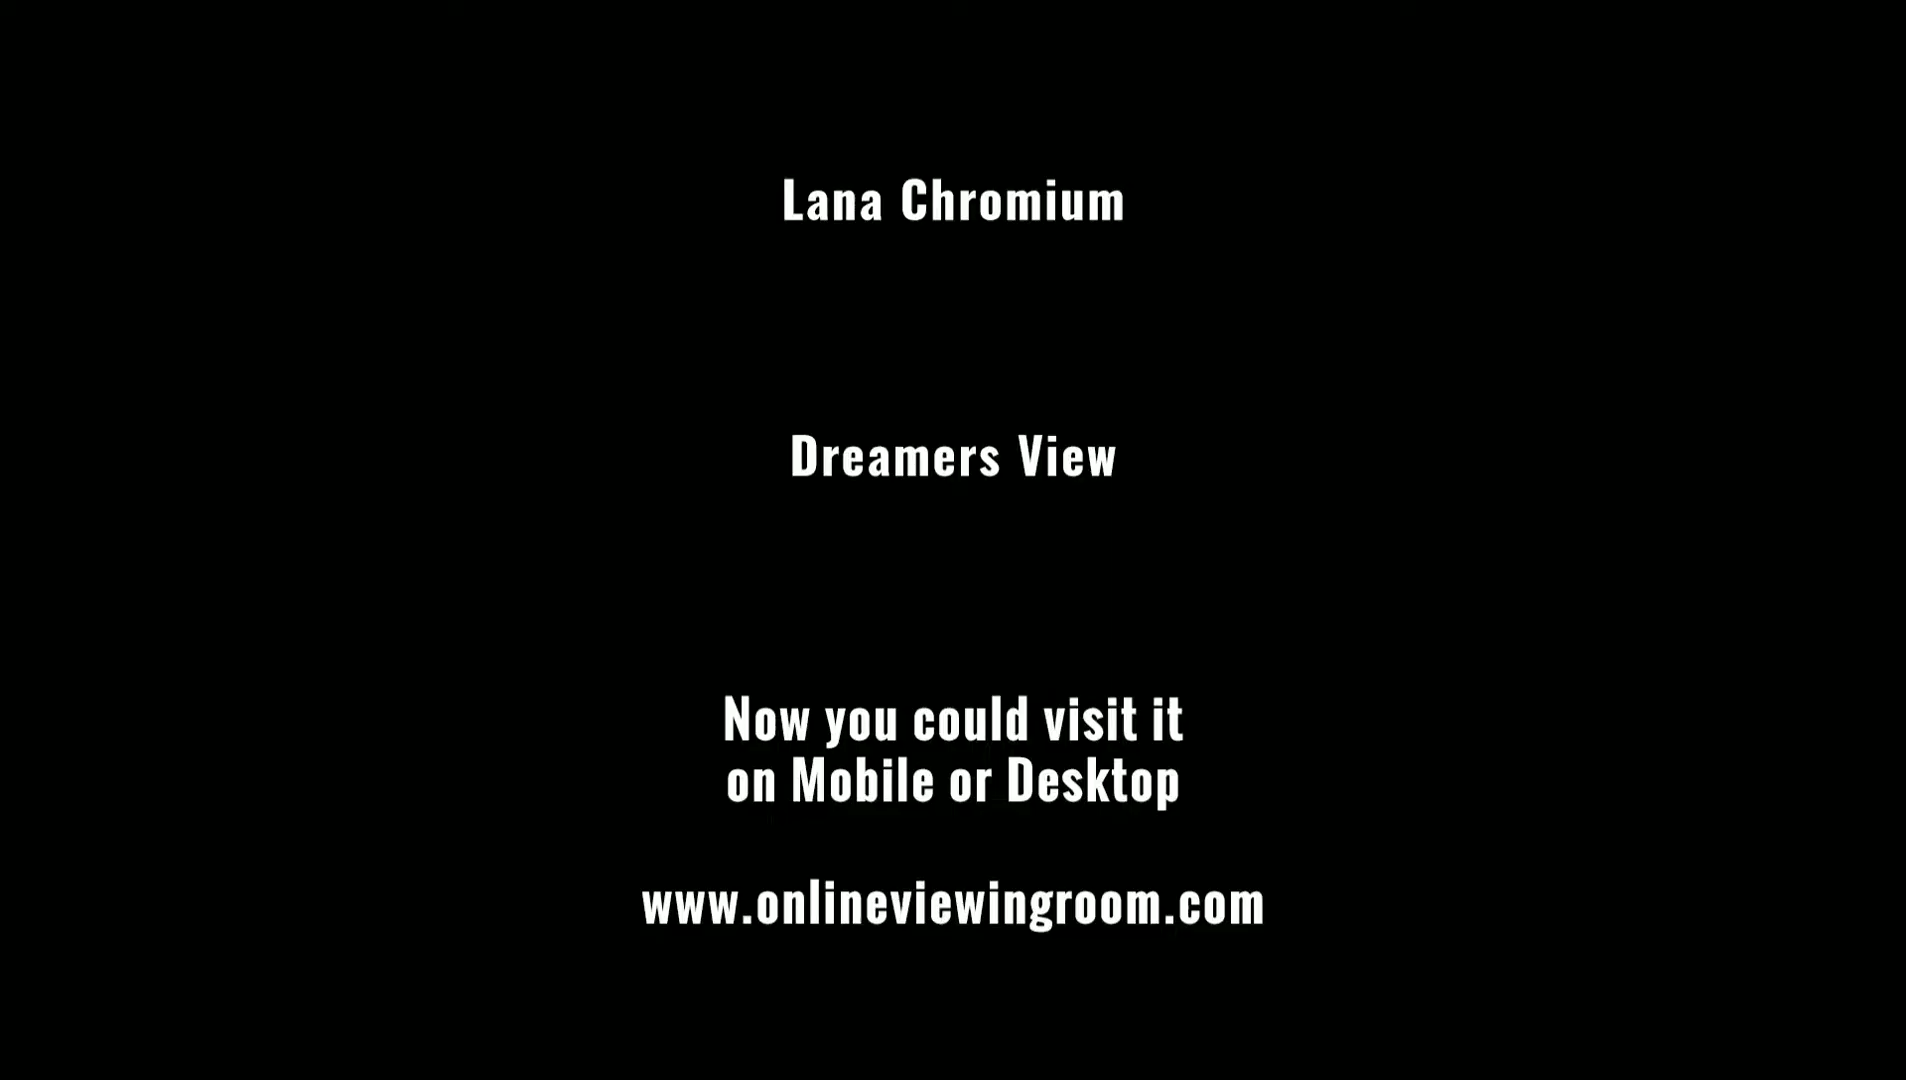 Lana Chromium
Dreamers View
Now you could visit it
on Mobile or Desktop
www.onlineviewingroom.com